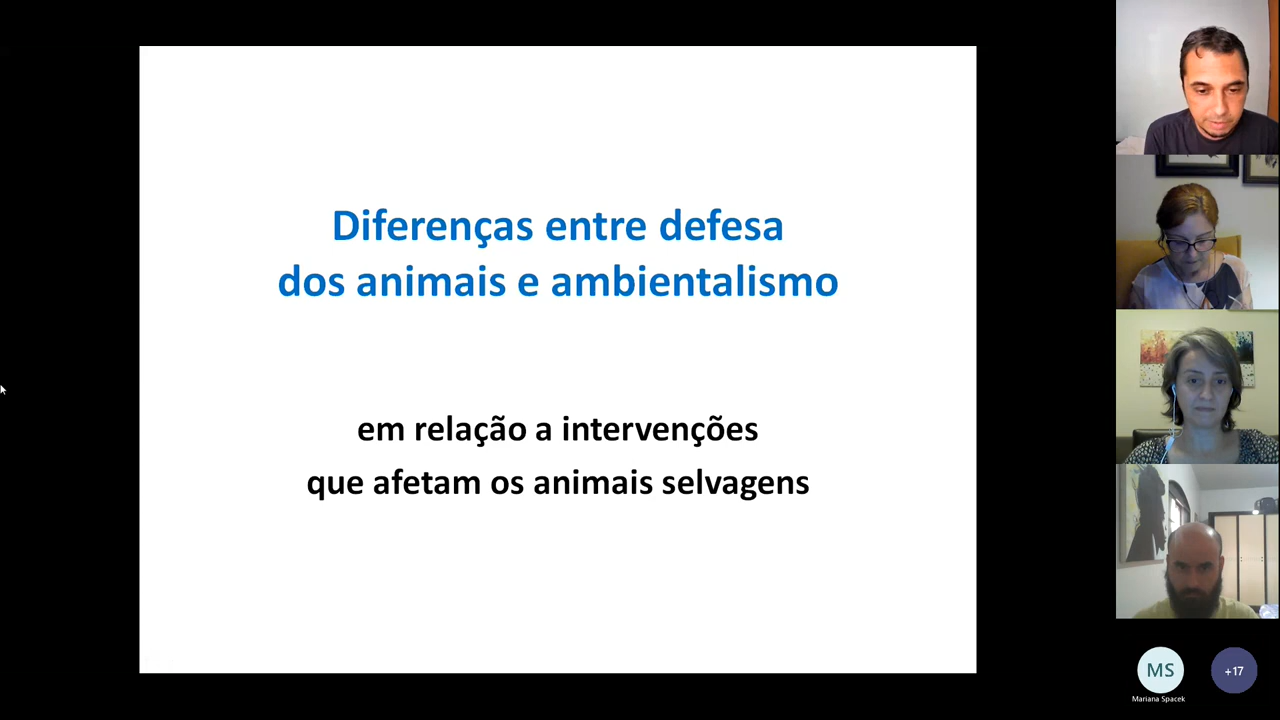 Diferenças entre defesa
dos animais e ambientalismo
em relação a intervenções
que afetam os animais selvagens
MS
+17
Mariana Spacek